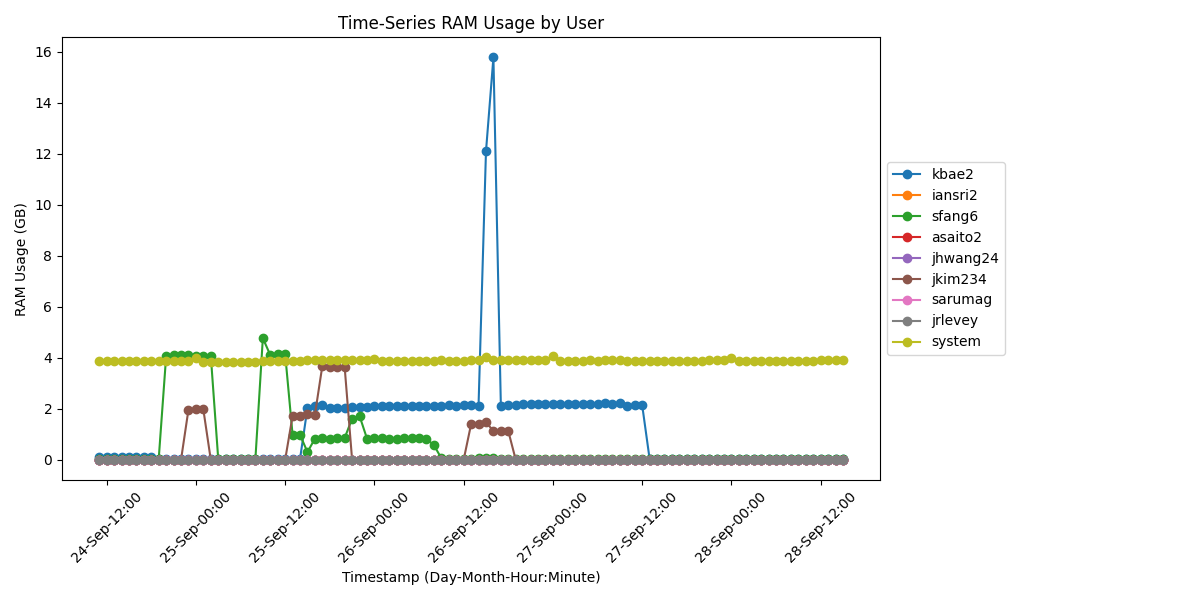 Time-Series RAM Usage by User
RAM Usage (GB)
16
14
12
10
8
6
4
2
0
24-Sep-12:00
25-Sep-00:00
25-Sep-12:00
26-Sep-00:00
26-Sep-12:00
27-Sep-00:00
27-Sep-12:00
28-Sep-00:00
28-Sep-12:00
Timestamp (Day-Month-Hour:Minute)
kbae2
iansri2
sfang6
asaito2
jhwang24
jkim234
sarumag
jrlevey
system